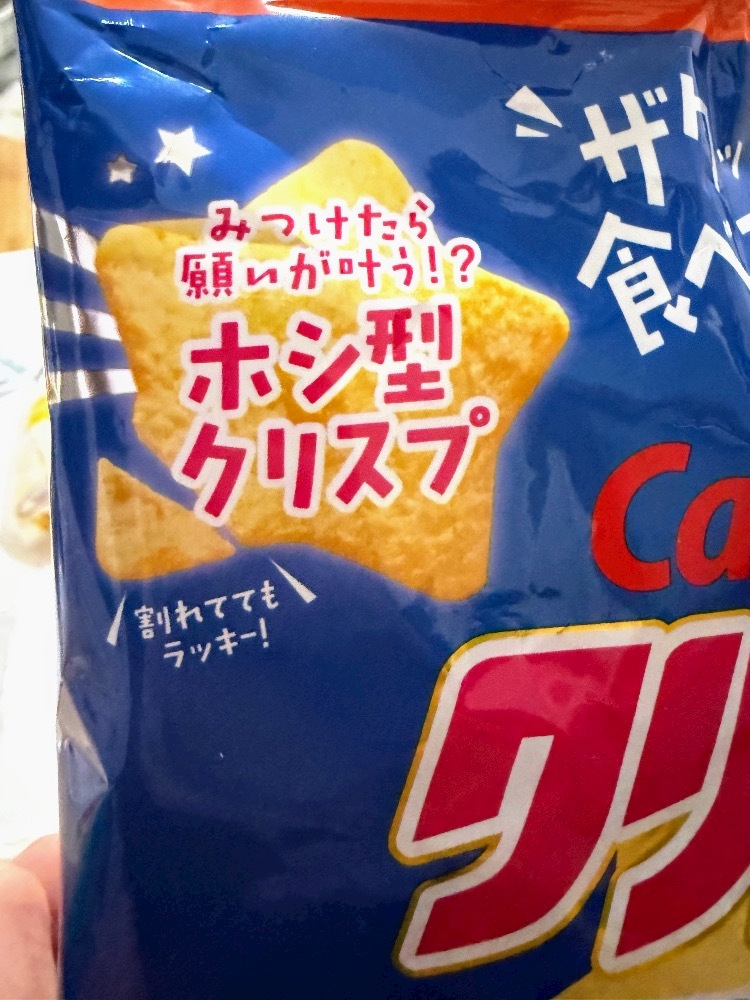 みつけたら
願いが叶う!?
ホシ型
クリスプ
割れてても
ラッキー!
ザク
食べ
Ca
クリ